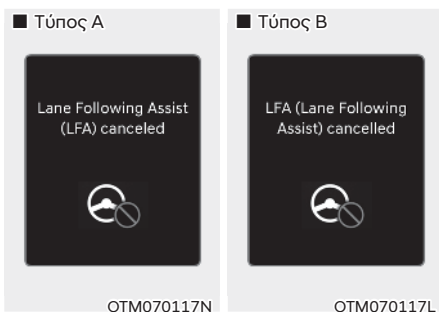 ■ Τύπος A
Lane Following Assist
(LFA) canceled
OTM070117N
■ Τύπος B
LFA (Lane Following
Assist) cancelled
OTM070117L